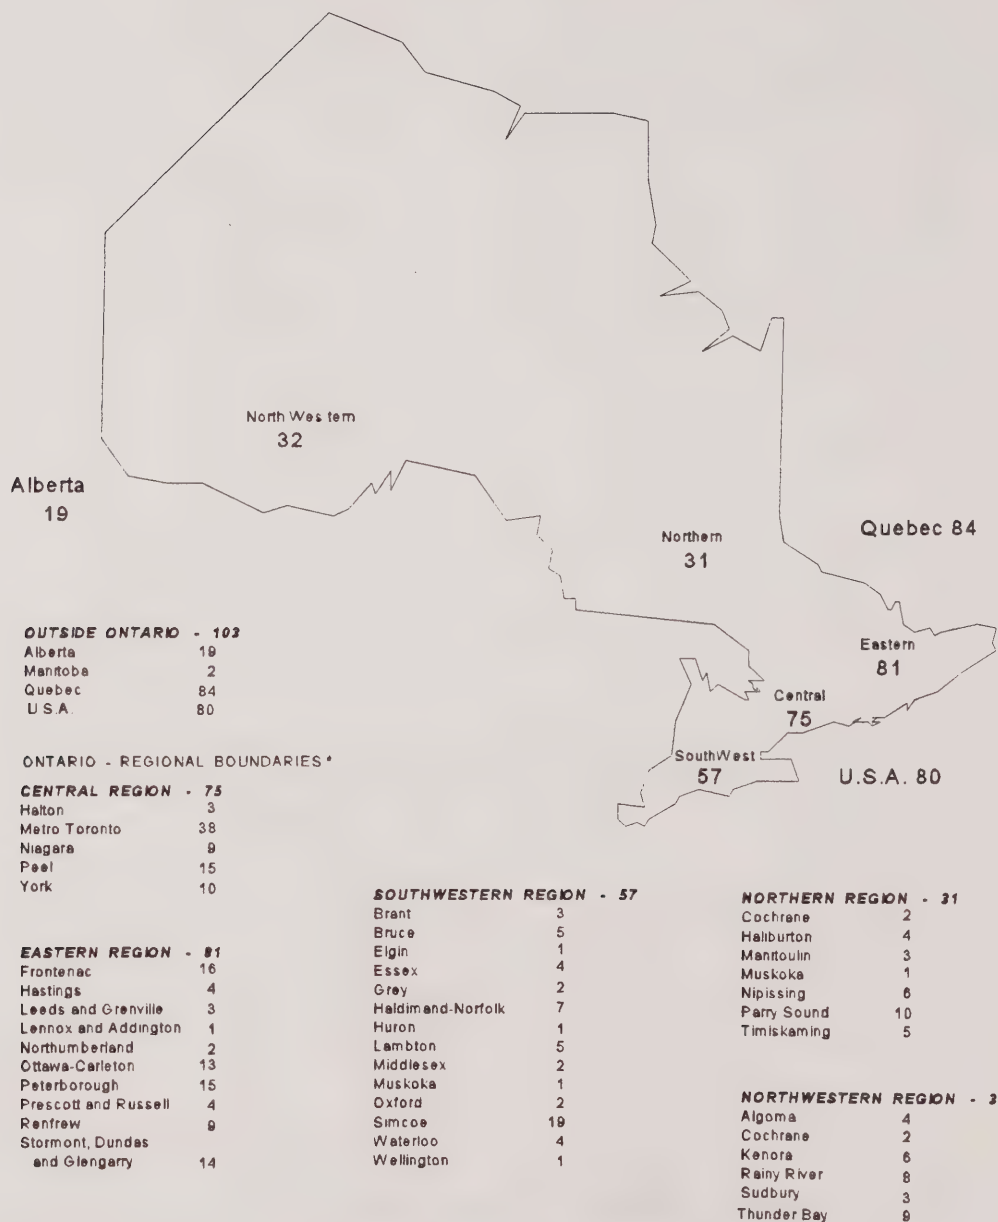 North Wes tern
32
Alberta
19
Northern
31
Quebec 84
Eastern
81
Central
75
SouthWest
57
U.S.A. 80
OUTSIDE ONTARIO - 103
Alberta 19
Manitoba 2
Quebec 84
U.S.A. 80
ONTARIO - REGIONAL BOUNDARIES*
CENTRAL REGION - 75
Halton 3
Metro Toronto 38
Niagara 9
Peel 15
York 10
EASTERN REGION - 81
Frontenac 16
Hastings 4
Leeds and Grenville 3
Lennox and Addington 1
Northumberland 2
Ottawa-Carleton 13
Peterborough 15
Prescott and Russell 4
Renfrew 9
Stormont, Dundas
and Glengarry 14
SOUTHWESTERN REGION - 57
Brant 3
Bruce 5
Elgin 1
Essex 4
Grey 2
Haldimand-Norfolk 7
Huron 1
Lambton 5
Middlesex 2
Muskoka 1
Oxford 2
Simcoe 19
Waterloo 4
Wellington 1
NORTHERN REGION - 31
Cochrane 2
Haliburton 4
Manitoulin 3
Muskoka 1
Nipissing 6
Parry Sound 10
Timiskaming 5
NORTHWESTERN REGION - 3
Algoma 4
Cochrane 2
Kenora 6
Rainy River 8
Sudbury 3
Thunder Bay 9